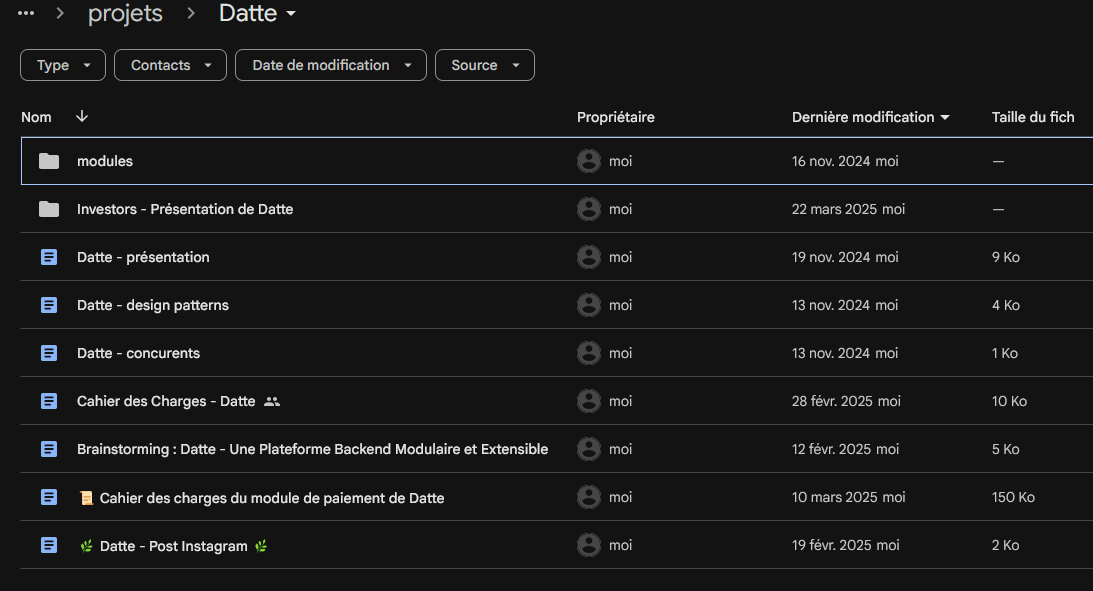 ... > projets > Datte
Type Contacts Date de modification Source
Nom Propriétaire Dernière modification Taille du fich
modules moi 16 nov. 2024 moi —
Investors - Présentation de Datte moi 22 mars 2025 moi —
Datte - présentation moi 19 nov. 2024 moi 9 Ko
Datte - design patterns moi 13 nov. 2024 moi 4 Ko
Datte - concurents moi 13 nov. 2024 moi 1 Ko
Cahier des Charges - Datte moi 28 févr. 2025 moi 10 Ko
Brainstorming : Datte - Une Plateforme Backend Modulaire et Extensible moi 12 févr. 2025 moi 5 Ko
📜 Cahier des charges du module de paiement de Datte moi 10 mars 2025 moi 150 Ko
🌿 Datte - Post Instagram 🌿 moi 19 févr. 2025 moi 2 Ko